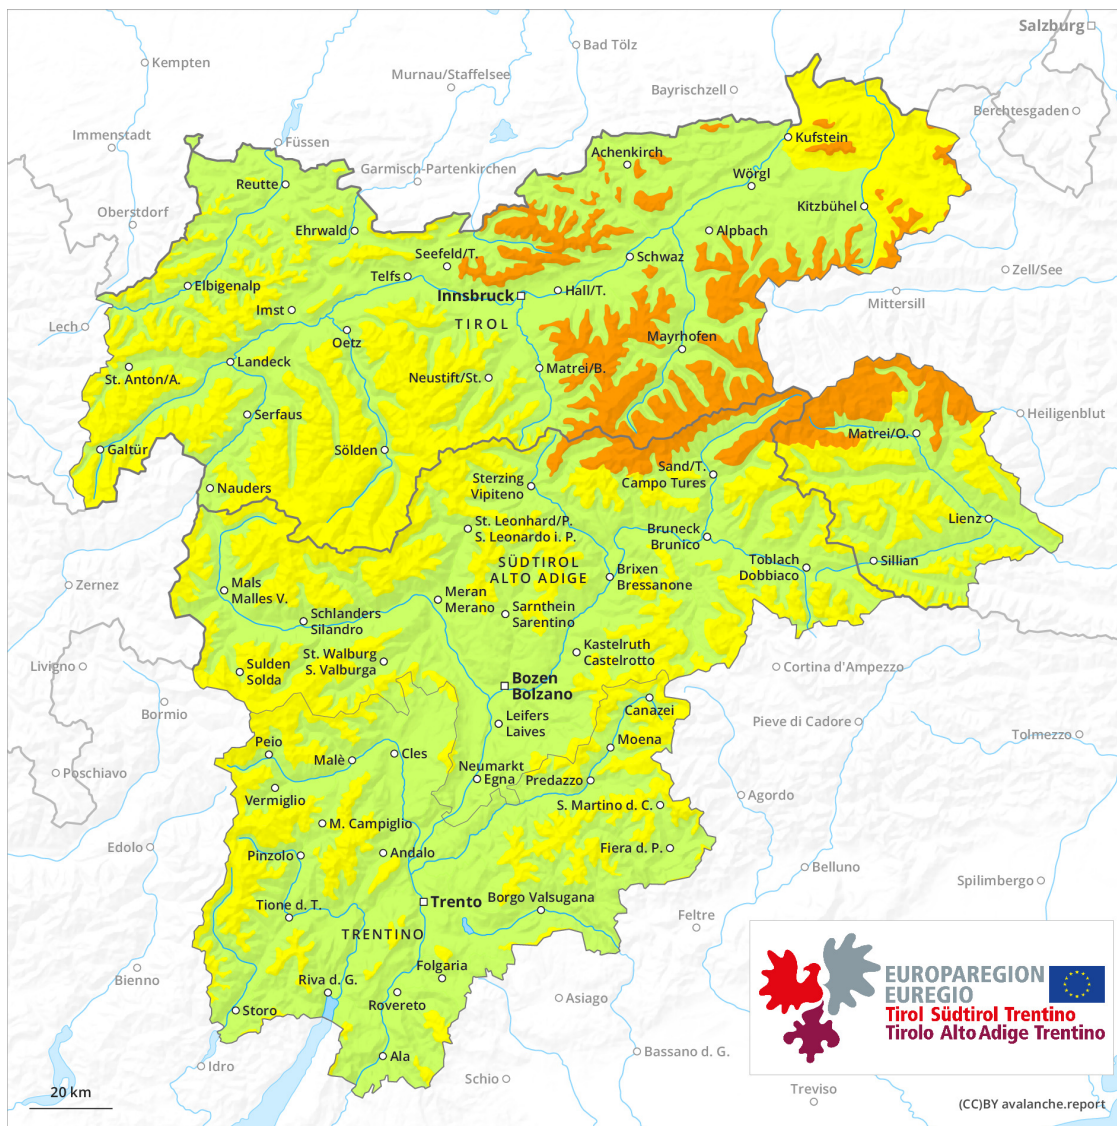 Salzburg
Kempten
Bad Tölz
Murnau/Staffelsee
Bayrischzell
Berchtesgaden
Immenstadt
Füssen
Kufstein
Achenkirch
Garmisch-Partenkirchen
Wörgl
Reutte
Oberstdorf
Kitzbühel
Ehrwald
Alpbach
Seefeld/T.
Schwaz
Telfs
Zell/See
Elbigenalp
Innsbruck
Hall/T.
Mittersill
Imst
TIROL
Lech
Oetz
Mayrhofen
Landeck
Matrei/B.
St. Anton/A.
Neustift/St.
Serfaus
Heiligenblut
Matrei/O.
Galtür
Sölden
Sand/T.
Campo Tures
Sterzing
Vipiteno
Nauders
St. Leonhard/P.
S. Leonardo i. P.
Lienz
Bruneck
Brunico
SÜDTIROL
ALTO ADIGE
Toblach
Dobbiaco
Sillian
Brixen
Bressanone
Zernez
Mals
Malles V.
Meran
Merano
Sarnthein
Sarentino
Schlanders
Silandro
Kastelruth
Castelrotto
St. Walburg
S. Valburga
Livigno
Sulden
Solda
Cortina d'Ampezzo
Bozen
Bolzano
Bormio
Canazei
Leifers
Laives
Pieve di Cadore
Tolmezzo
Moena
Peio
Cles
Malè
Neumarkt
Egna
Predazzo
Poschiavo
Vermiglio
Agordo
S. Martino d. C.
M. Campiglio
Edolo
Pinzolo
Andalo
Fiera d. P.
Belluno
Spilimbergo
Trento
Borgo Valsugana
Tione d. T.
Feltre
TRENTINO
Bienno
Folgaria
Riva d. G.
Rovereto
Asiago
Storo
Ala
Bassano d. G.
Idro
Schio
Treviso
EUROPAREGION
EUREGIO
Tirol Südtirol Trentino
Tirolo Alto Adige Trentino
20 km
(CC)BY avalanche.report